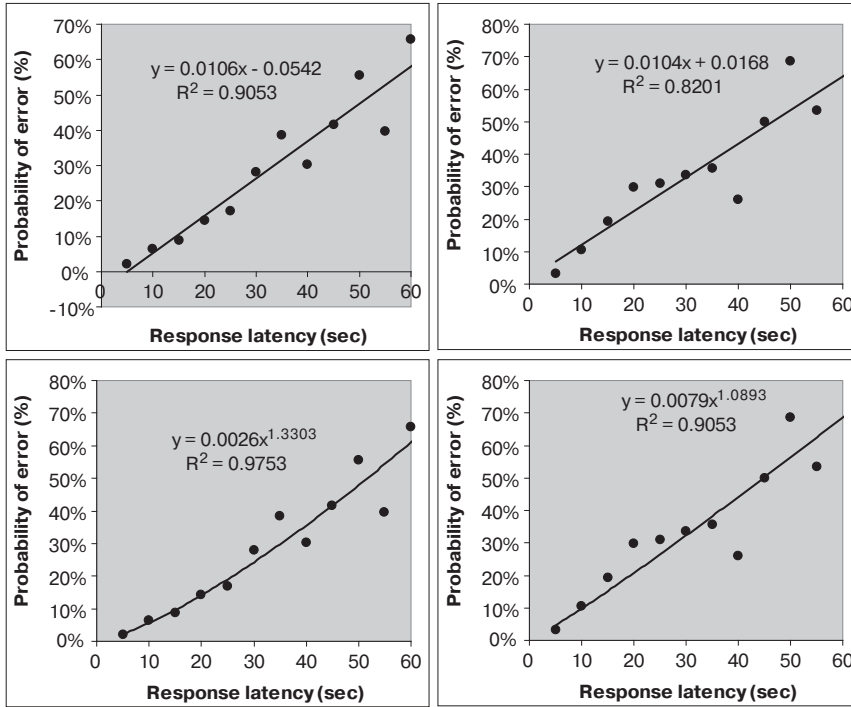 70%
60%
50%
40%
30%
20%
10%
0%
-10%
Probability of error (%)
y = 0.0106x - 0.0542
R² = 0.9053
0 10 20 30 40 50 60
Response latency (sec)
80%
70%
60%
50%
40%
30%
20%
10%
0%
Probability of error (%)
y = 0.0104x + 0.0168
R² = 0.8201
0 10 20 30 40 50 60
Response latency (sec)
80%
70%
60%
50%
40%
30%
20%
10%
0%
Probability of error (%)
y = 0.0026x^1.3303
R² = 0.9753
0 10 20 30 40 50 60
Response latency (sec)
80%
70%
60%
50%
40%
30%
20%
10%
0%
Probability of error (%)
y = 0.0079x^1.0893
R² = 0.9053
0 10 20 30 40 50 60
Response latency (sec)